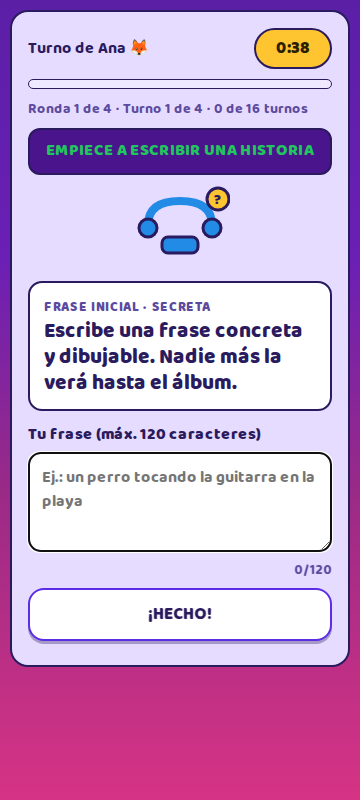 Turno de Ana 🦊
0:38
Ronda 1 de 4 · Turno 1 de 4 · 0 de 16 turnos
EMPIECE A ESCRIBIR UNA HISTORIA
?
FRASE INICIAL · SECRETA
Escribe una frase concreta
y dibujable. Nadie más la
verá hasta el álbum.
Tu frase (máx. 120 caracteres)
Ej.: un perro tocando la guitarra en la
playa
0/120
¡HECHO!